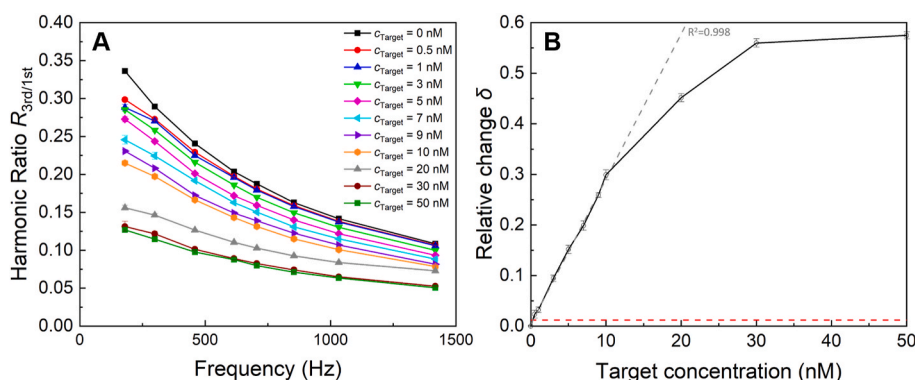 A
0.40
0.35
0.30
0.25
0.20
0.15
0.10
0.05
0.00
Harmonic Ratio R3rd/1st
0
500
1000
1500
Frequency (Hz)
cTarget = 0 nM
cTarget = 0.5 nM
cTarget = 1 nM
cTarget = 3 nM
cTarget = 5 nM
cTarget = 7 nM
cTarget = 9 nM
cTarget = 10 nM
cTarget = 20 nM
cTarget = 30 nM
cTarget = 50 nM
B
0.6
0.5
0.4
0.3
0.2
0.1
0.0
Relative change δ
R²=0.998
0
10
20
30
40
50
Target concentration (nM)